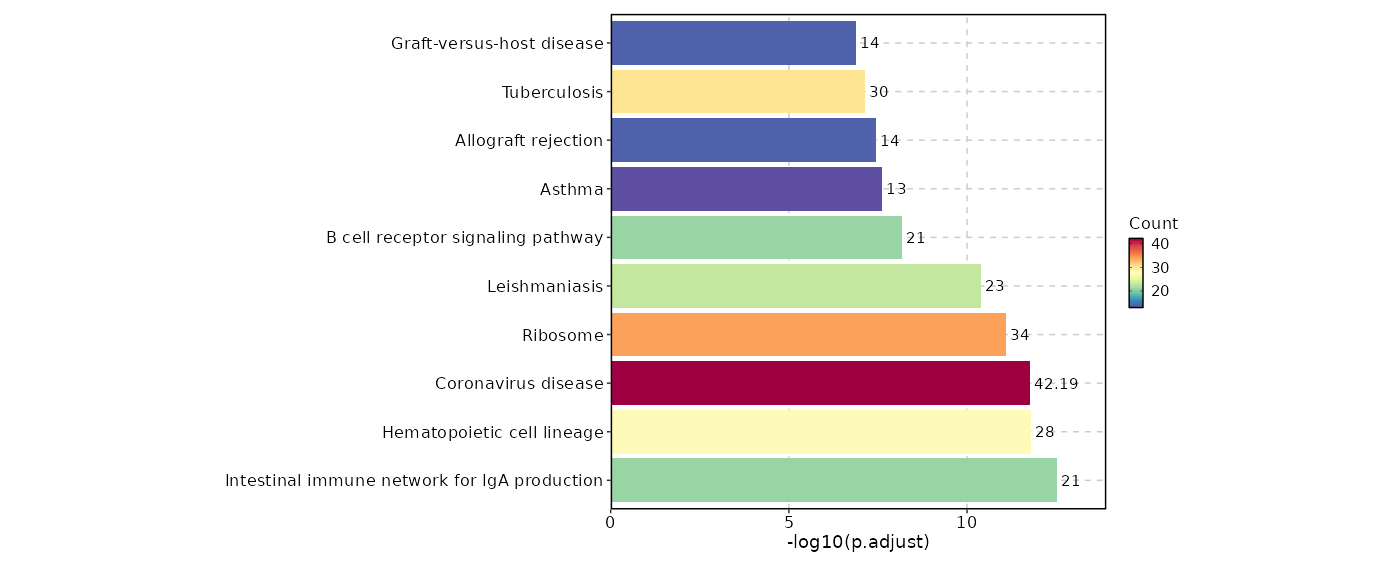 Graft-versus-host disease 14
Tuberculosis 30
Allograft rejection 14
Asthma 13
B cell receptor signaling pathway 21
Leishmaniasis 23
Ribosome 34
Coronavirus disease 42.19
Hematopoietic cell lineage 28
Intestinal immune network for IgA production 21
0 5 10
-log10(p.adjust)
Count
40
30
20